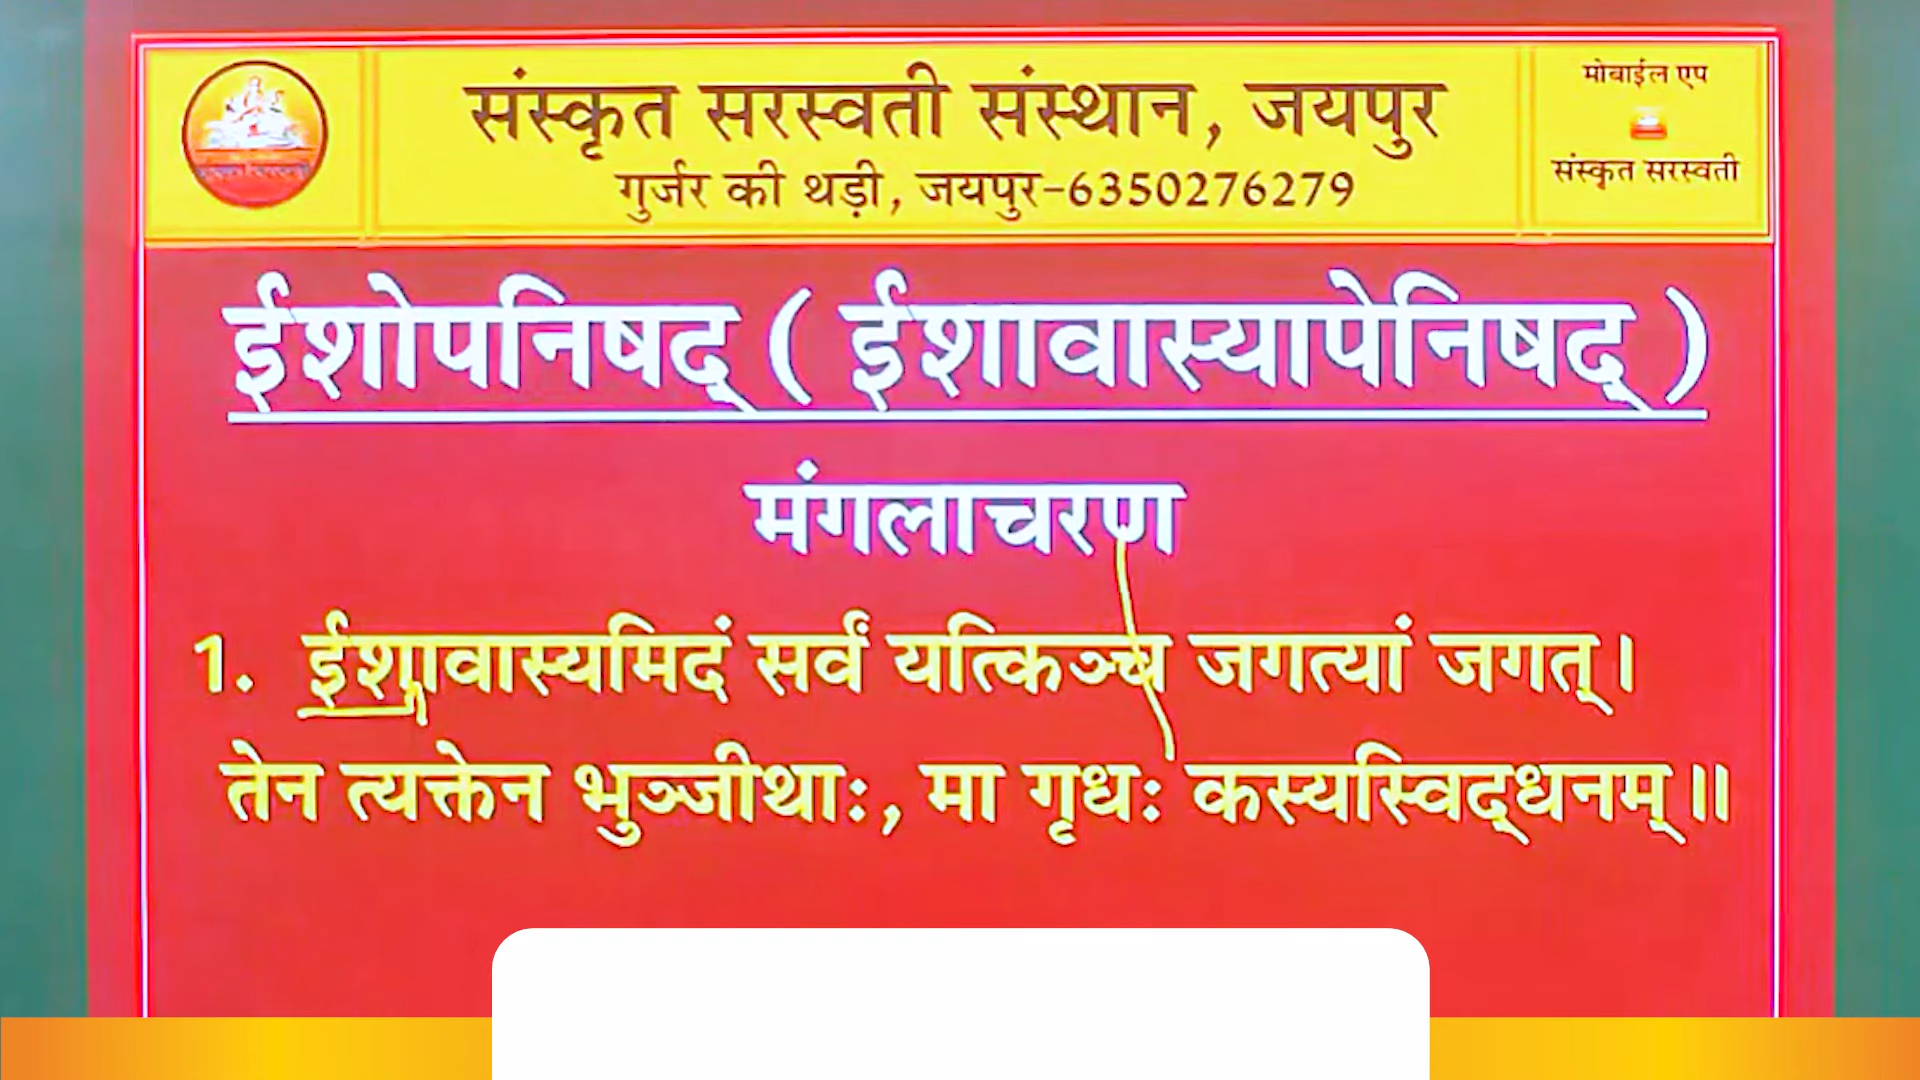 संस्कृत सरस्वती संस्थान, जयपुर
गुर्जर की थड़ी, जयपुर-6350276279
मोबाईल एप
संस्कृत सरस्वती
ईशोपनिषद् ( ईशावास्यापेनिषद् )
मंगलाचरण
1. ईशावास्यमिदं सर्वं यत्किञ्च जगत्यां जगत्।
तेन त्यक्तेन भुञ्जीथाः, मा गृधः कस्यस्विद्धनम्॥